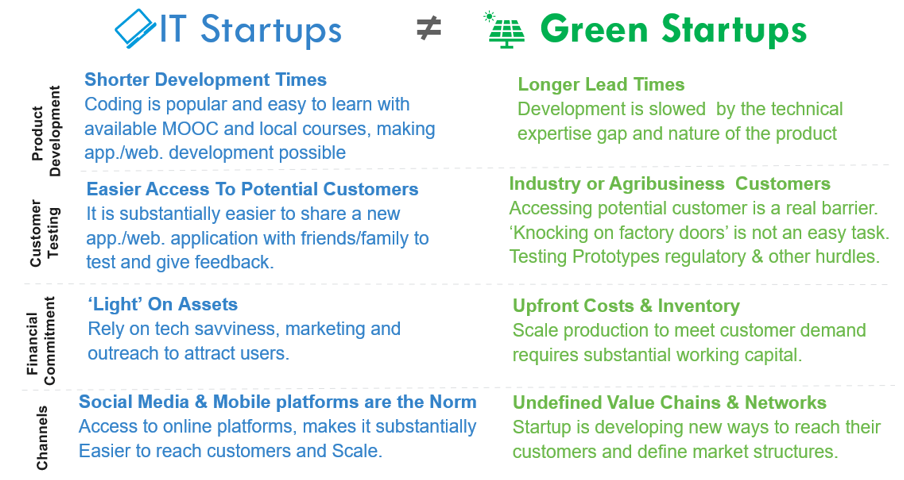 IT Startups ≠ Green Startups
Product
Development
Shorter Development Times
Coding is popular and easy to learn with
available MOOC and local courses, making
app./web. development possible
Longer Lead Times
Development is slowed by the technical
expertise gap and nature of the product
Customer
Testing
Easier Access To Potential Customers
It is substantially easier to share a new
app./web. application with friends/family to
test and give feedback.
Industry or Agribusiness Customers
Accessing potential customer is a real barrier.
‘Knocking on factory doors’ is not an easy task.
Testing Prototypes regulatory & other hurdles.
Financial
Commitment
‘Light’ On Assets
Rely on tech savviness, marketing and
outreach to attract users.
Upfront Costs & Inventory
Scale production to meet customer demand
requires substantial working capital.
Channels
Social Media & Mobile platforms are the Norm
Access to online platforms, makes it substantially
Easier to reach customers and Scale.
Undefined Value Chains & Networks
Startup is developing new ways to reach their
customers and define market structures.